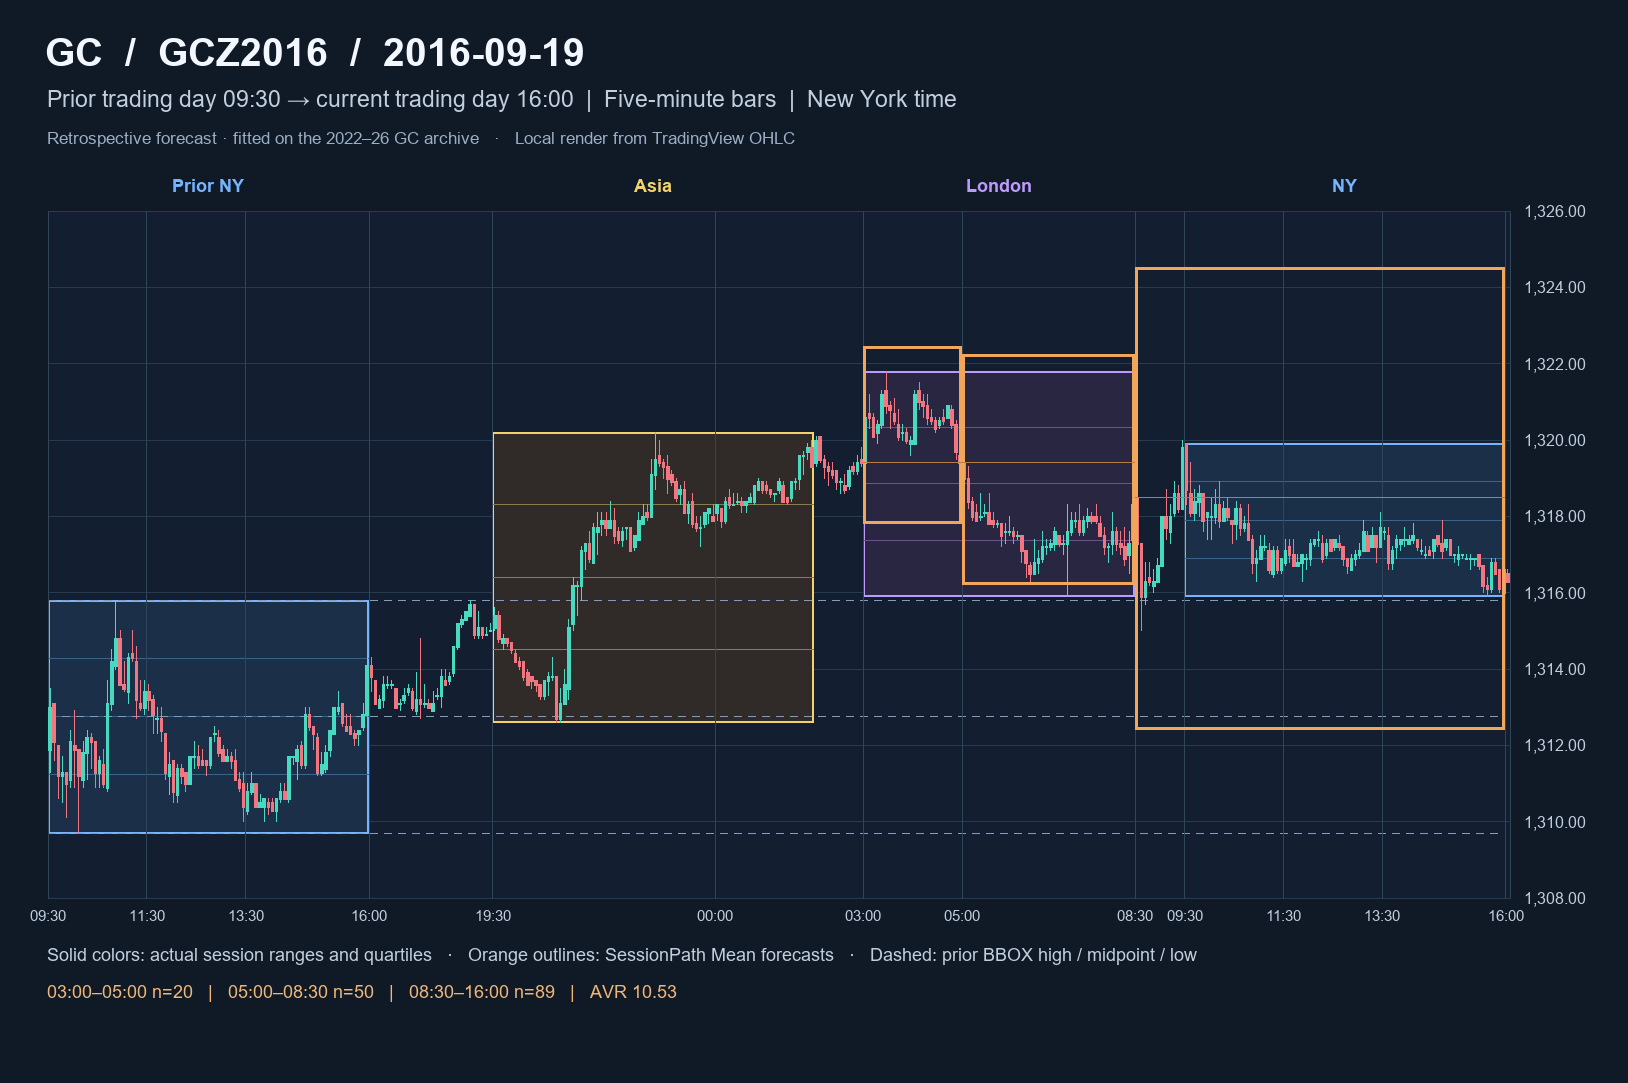 GC / GCZ2016 / 2016-09-19
Prior trading day 09:30 → current trading day 16:00 | Five-minute bars | New York time
Retrospective forecast · fitted on the 2022–26 GC archive · Local render from TradingView OHLC
Prior NY Asia London NY
1,326.00
1,324.00
1,322.00
1,320.00
1,318.00
1,316.00
1,314.00
1,312.00
1,310.00
1,308.00
09:30 11:30 13:30 16:00 19:30 00:00 03:00 05:00 08:30 09:30 11:30 13:30 16:00
Solid colors: actual session ranges and quartiles · Orange outlines: SessionPath Mean forecasts · Dashed: prior BBOX high / midpoint / low
03:00–05:00 n=20 | 05:00–08:30 n=50 | 08:30–16:00 n=89 | AVR 10.53